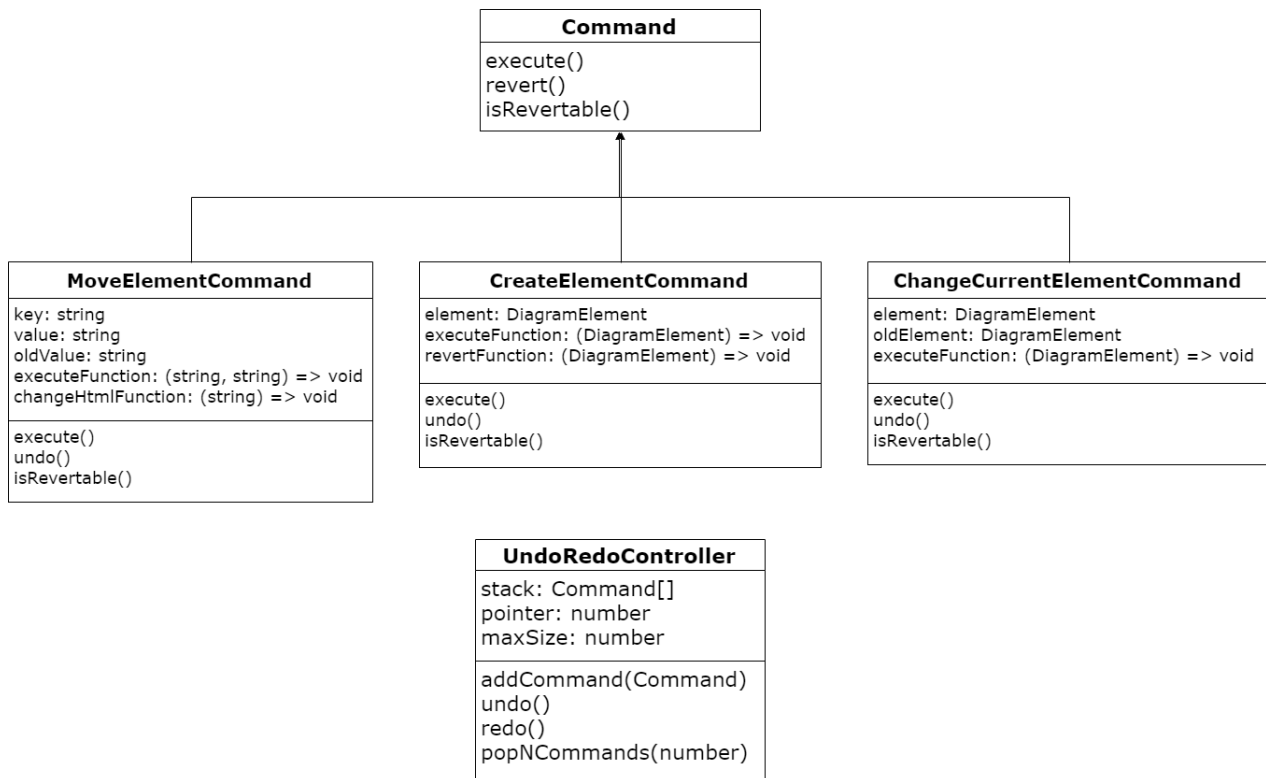 Command
execute()
revert()
isRevertable()
MoveElementCommand
key: string
value: string
oldValue: string
executeFunction: (string, string) => void
changeHtmlFunction: (string) => void
execute()
undo()
isRevertable()
CreateElementCommand
element: DiagramElement
executeFunction: (DiagramElement) => void
revertFunction: (DiagramElement) => void
execute()
undo()
isRevertable()
ChangeCurrentElementCommand
element: DiagramElement
oldElement: DiagramElement
executeFunction: (DiagramElement) => void
execute()
undo()
isRevertable()
UndoRedoController
stack: Command[]
pointer: number
maxSize: number
addCommand(Command)
undo()
redo()
popNCommands(number)